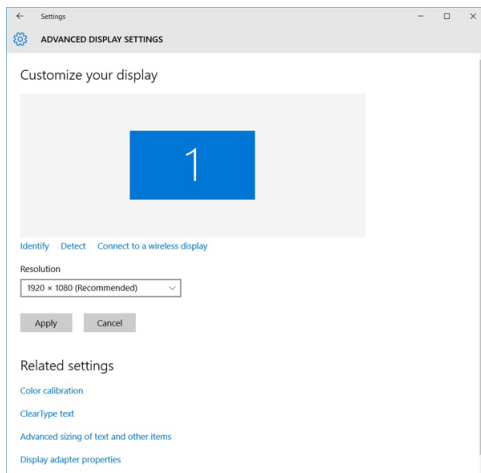 Settings
ADVANCED DISPLAY SETTINGS
Customize your display
1
Identify Detect Connect to a wireless display
Resolution
1920 × 1080 (Recommended)
Apply Cancel
Related settings
Color calibration
ClearType text
Advanced sizing of text and other items
Display adapter properties